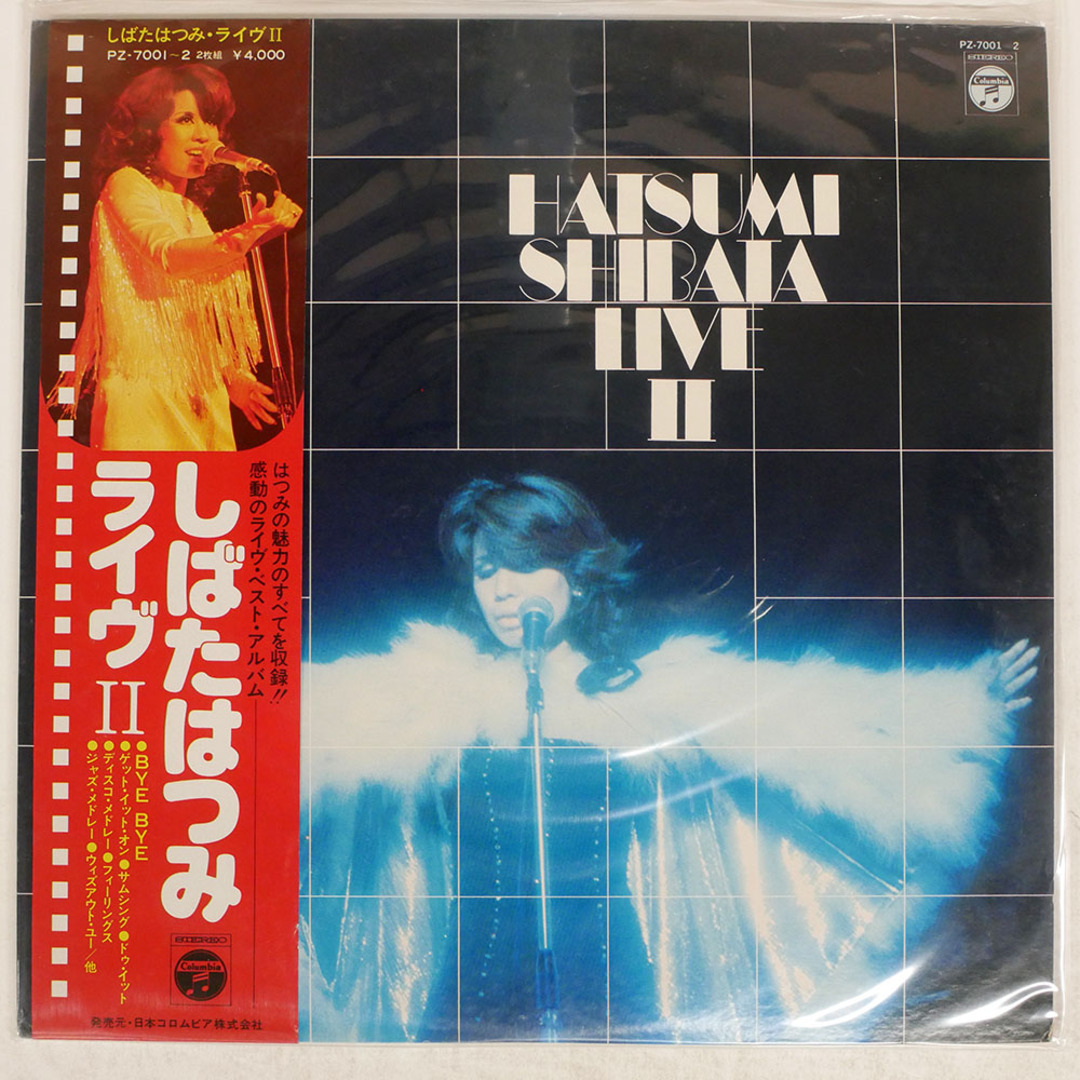 しばたはつみ・ライヴⅡ
PZ-7001〜2 2枚組 ¥4,000
はつみの魅力のすべてを収録!!
感動のライヴ・ベスト・アルバム
しばたはつみ
ライヴⅡ
●BYE BYE
●ゲット・イット・オン●サムシング●ドゥ・イット
●ディスコ・メドレー●フィーリングス
●ジャズ・メドレー●ウィズアウト・ユー/他
STEREO
Columbia
発売元・日本コロムビア株式会社
PZ-7001 2
STEREO
Columbia
HATSUMI
SHIBATA
LIVE
II